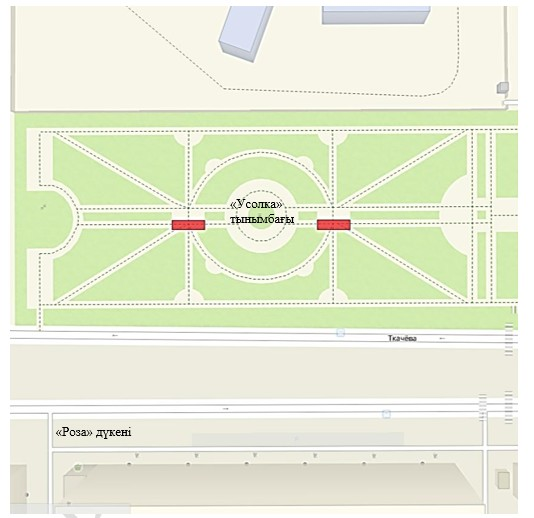 «Усолка»
тынымбағы
Ткачёва
«Роза» дүкені